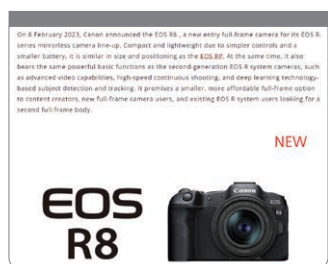 On 8 February 2023, Canon announced the EOS R8 , a new entry full-frame camera for its EOS R-
series mirrorless camera line-up. Compact and lightweight due to simpler controls and a
smaller battery, it is similar in size and positioning as the EOS RP. At the same time, it also
bears the same powerful basic functions as the second-generation EOS R system cameras, such
as advanced video capabilities, high-speed continuous shooting, and deep learning technology-
based subject detection and tracking. It promises a smaller, more affordable full-frame option
to content creators, new full-frame camera users, and existing EOS R system users looking for a
second full-frame body.
NEW
EOS
R8
Canon
EOS